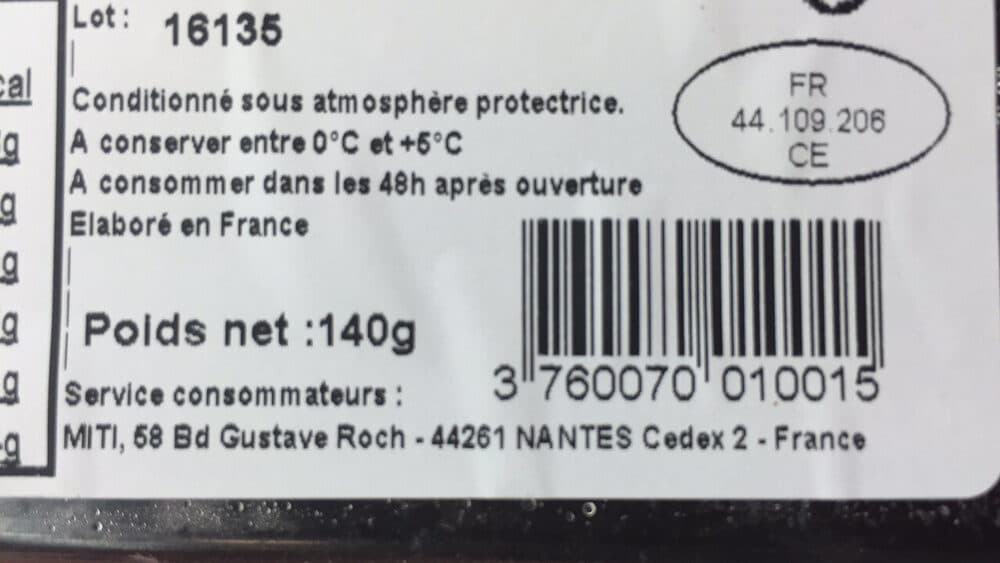 Lot: 16135
cal
g
g
g
g
g
g
Conditionné sous atmosphère protectrice.
A conserver entre 0°C et +5°C
A consommer dans les 48h après ouverture
Elaboré en France
FR
44.109.206
CE
Poids net :140g
3 760070 010015
Service consommateurs :
MITI, 58 Bd Gustave Roch - 44261 NANTES Cedex 2 - France